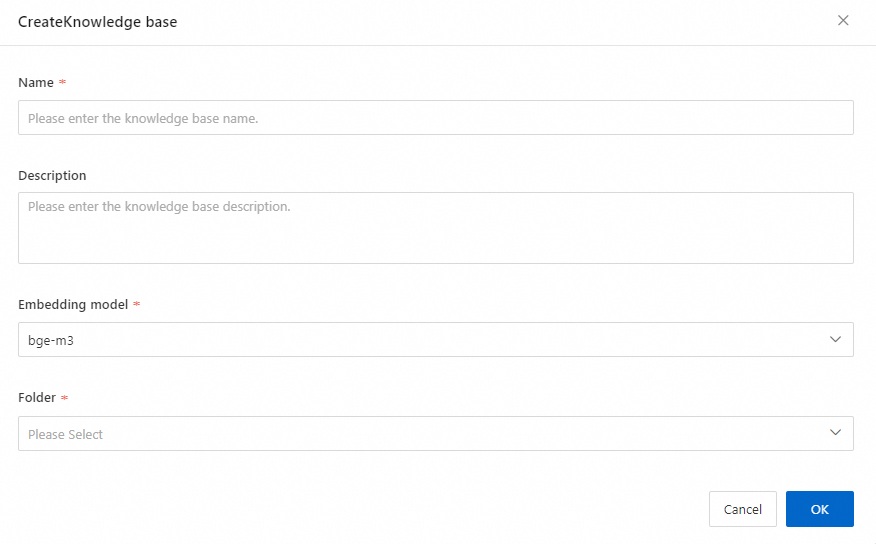 CreateKnowledge base
Name *
Please enter the knowledge base name.
Description
Please enter the knowledge base description.
Embedding model *
bge-m3
Folder *
Please Select
Cancel
OK